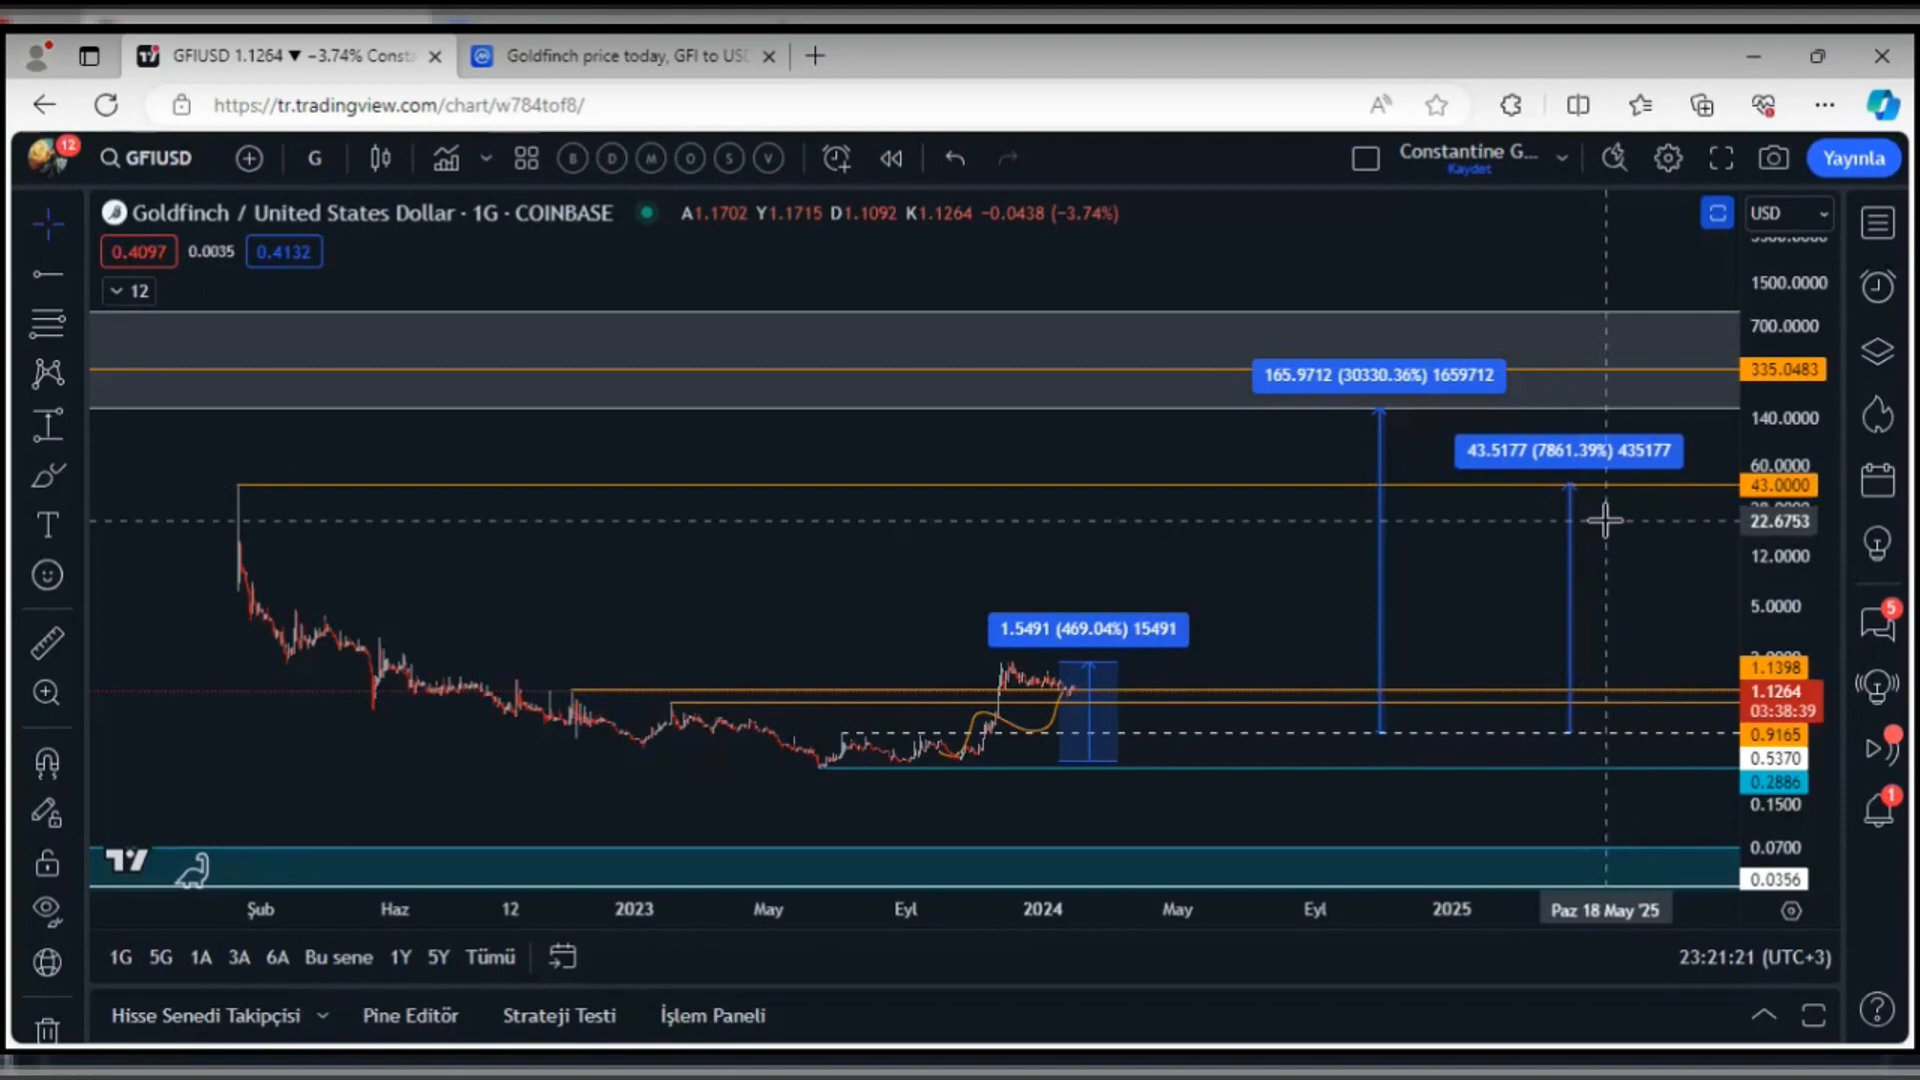 GFIUSD 1.1264 ▼ −3.74% Consta
Goldfinch price today, GFI to USD
https://tr.tradingview.com/chart/w784tof8/
12
GFIUSD
G
B D M O S V
Constantine G...
Kaydet
Yayınla
Goldfinch / United States Dollar · 1G · COINBASE
A1.1702 Y1.1715 D1.1092 K1.1264 −0.0438 (−3.74%)
USD
0.4097 0.0035 0.4132
12
1500.0000
700.0000
335.0483
165.9712 (30330.36%) 1659712
140.0000
43.5177 (7861.39%) 435177
60.0000
43.0000
22.6753
12.0000
5.0000
1.5491 (469.04%) 15491
5
1.1398
1.1264
03:38:39
0.9165
0.5370
0.2886
0.1500
1
0.0700
0.0356
Şub Haz 12 2023 May Eyl 2024 May Eyl 2025 Paz 18 May '25
1G 5G 1A 3A 6A Bu sene 1Y 5Y Tümü
23:21:21 (UTC+3)
Hisse Senedi Takipçisi Pine Editör Strateji Testi İşlem Paneli